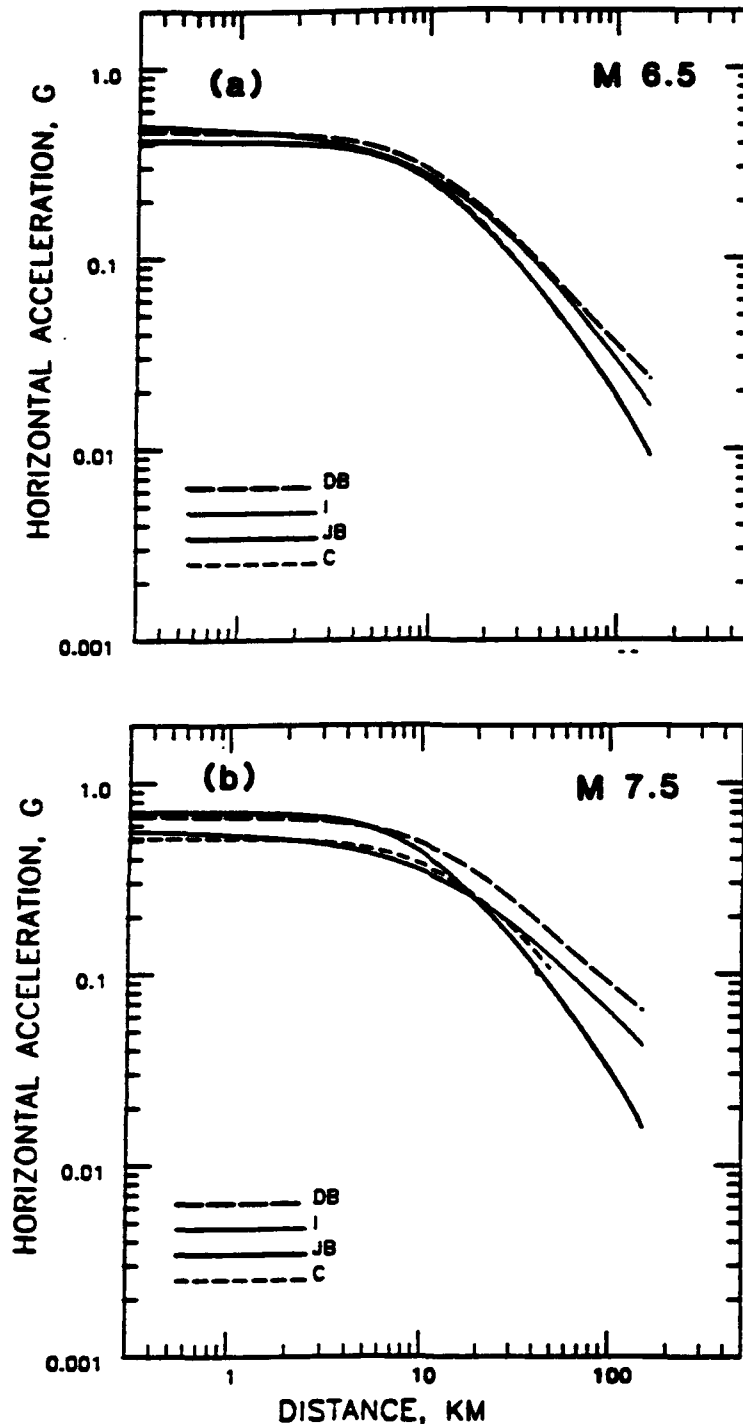 (a)
M 6.5
HORIZONTAL ACCELERATION, G
1.0
0.1
0.01
0.001
DB
I
JB
C
(b)
M 7.5
HORIZONTAL ACCELERATION, G
1.0
0.1
0.01
0.001
DB
I
JB
C
1
10
100
DISTANCE, KM